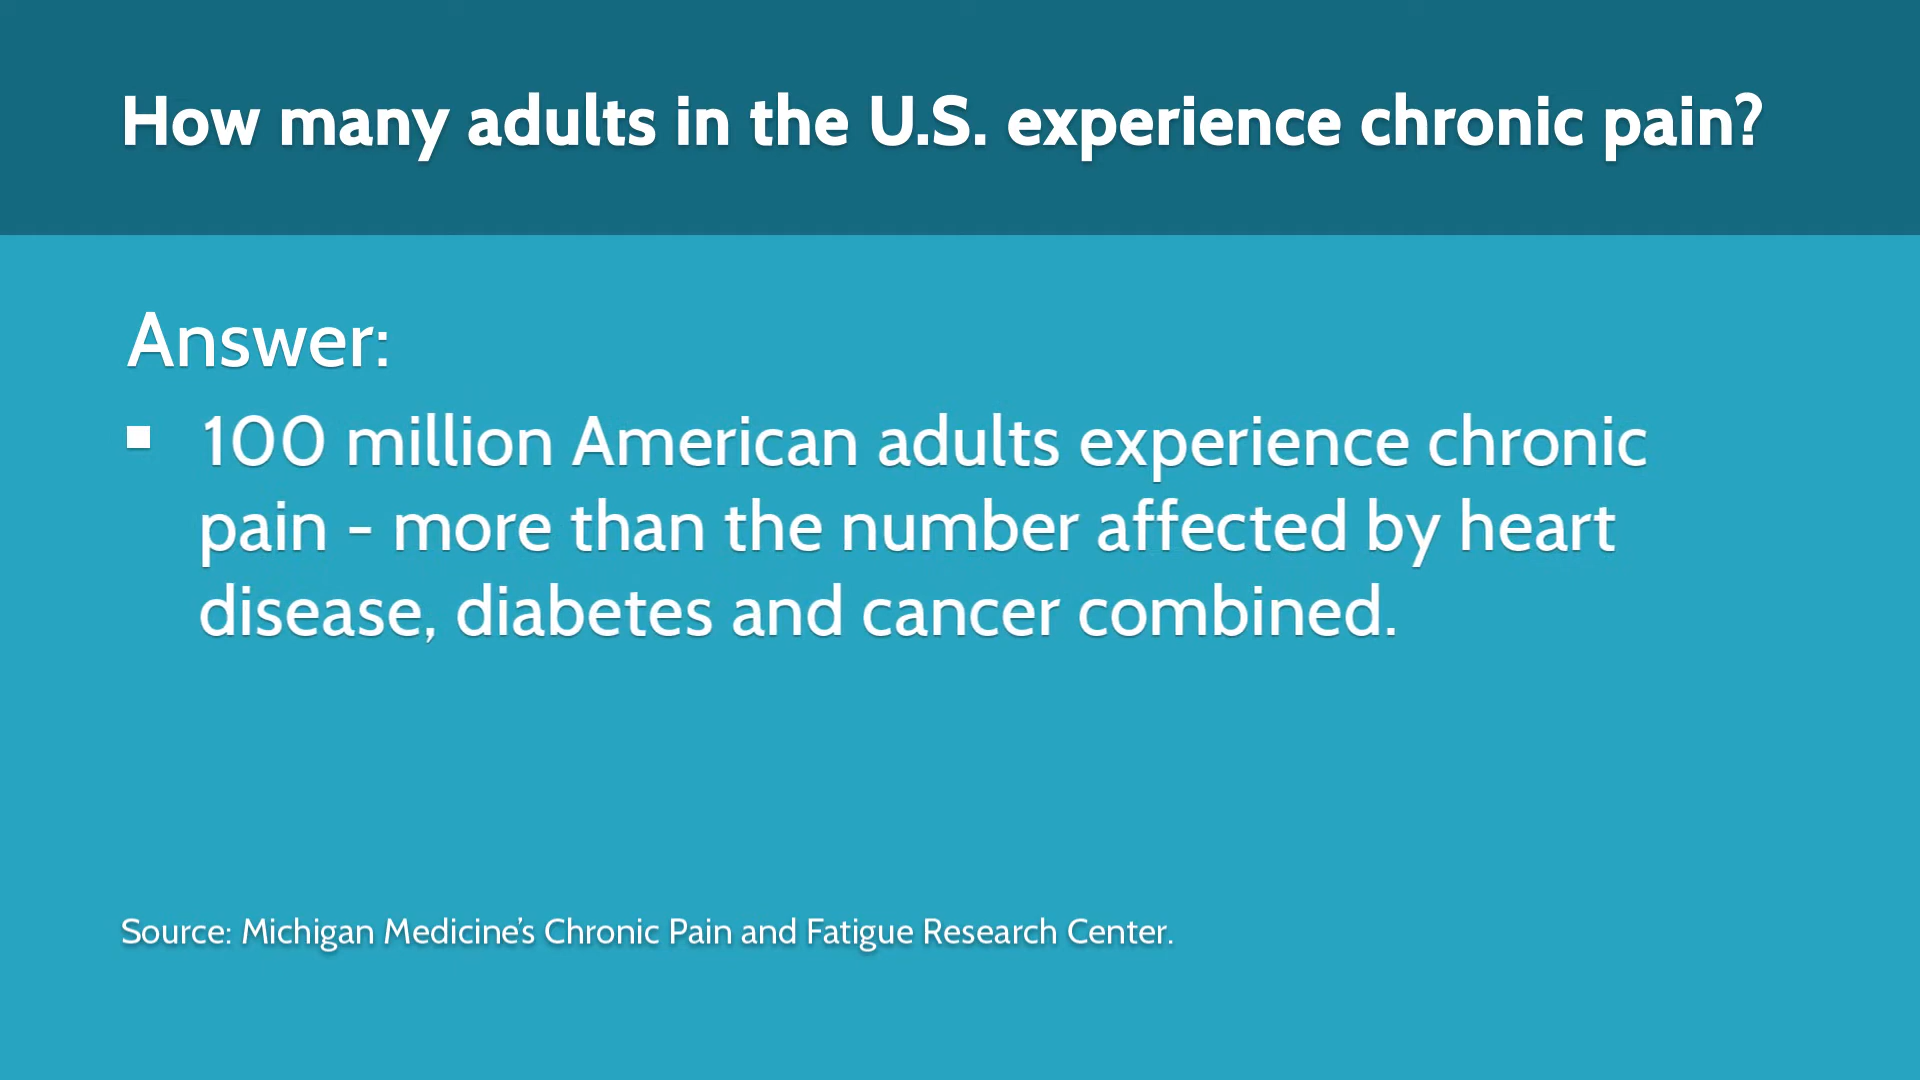 How many adults in the U.S. experience chronic pain?
Answer:
▪ 100 million American adults experience chronic
pain - more than the number affected by heart
disease, diabetes and cancer combined.
Source: Michigan Medicine’s Chronic Pain and Fatigue Research Center.